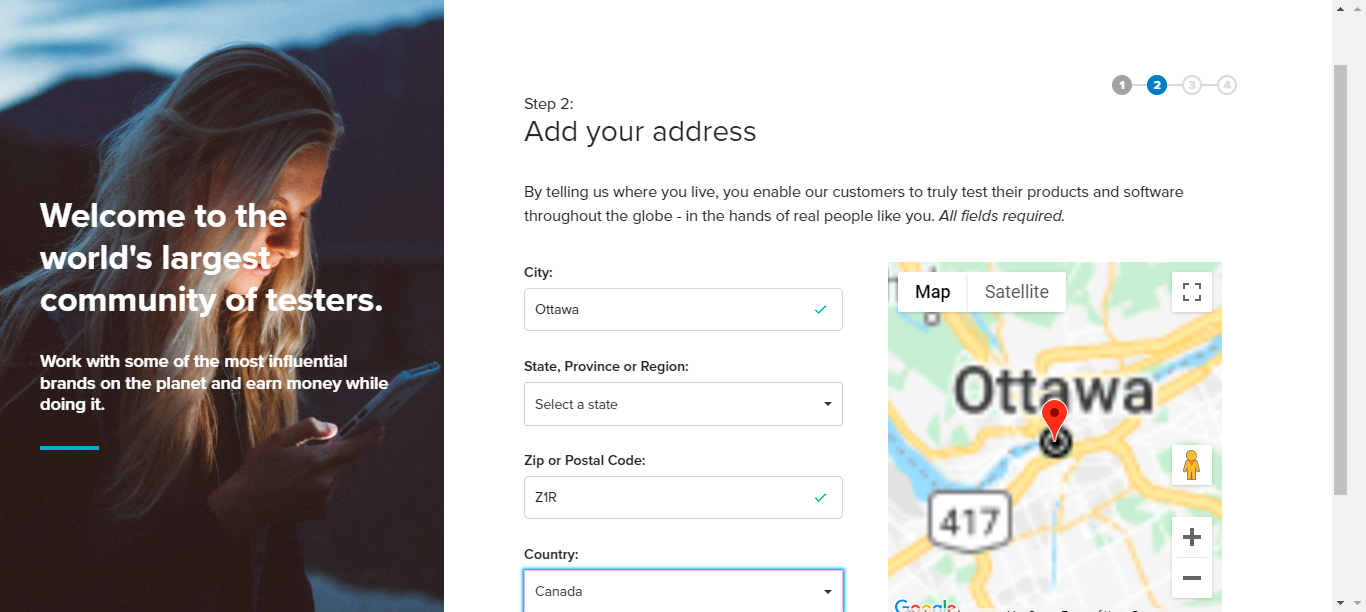 Welcome to the
world's largest
community of testers.
Work with some of the most influential
brands on the planet and earn money while
doing it.
1 2 3 4
Step 2:
Add your address
By telling us where you live, you enable our customers to truly test their products and software
throughout the globe - in the hands of real people like you. All fields required.
City:
Ottawa
State, Province or Region:
Select a state
Zip or Postal Code:
Z1R
Country:
Canada
Map Satellite
Ottawa
417
Google